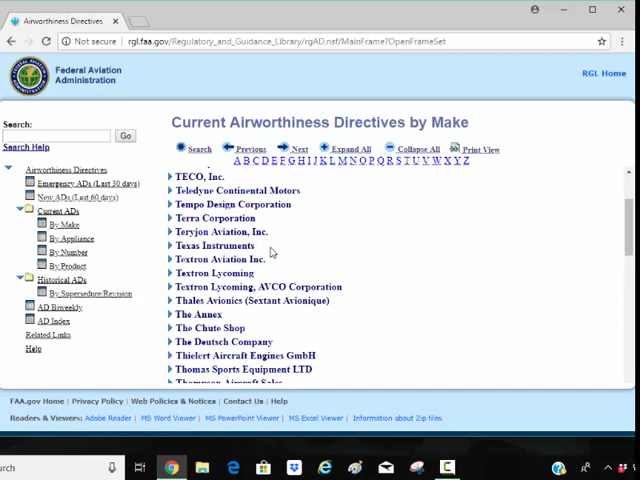 Airworthiness Directives
Not secure rgl.faa.gov/Regulatory_and_Guidance_Library/rgAD.nsf/MainFrame?OpenFrameSet
Federal Aviation
Administration
RGL Home
Search:
Go
Search Help
Airworthiness Directives
Emergency ADs (Last 30 days)
New ADs (Last 60 days)
Current ADs
By Make
By Appliance
By Number
By Product
Historical ADs
By Supersedure/Revision
AD Biweekly
AD Index
Related Links
Help
Current Airworthiness Directives by Make
Search Previous Next Expand All Collapse All Print View
A B C D E F G H I J K L M N O P Q R S T U V W X Y Z
TECO, Inc.
Teledyne Continental Motors
Tempo Design Corporation
Terra Corporation
Teryjon Aviation, Inc.
Texas Instruments
Textron Aviation Inc.
Textron Lycoming
Textron Lycoming, AVCO Corporation
Thales Avionics (Sextant Avionique)
The Annex
The Chute Shop
The Deutsch Company
Thielert Aircraft Engines GmbH
Thomas Sports Equipment LTD
Thompson Aircraft Sales
FAA.gov Home | Privacy Policy | Web Policies & Notices | Contact Us | Help
Readers & Viewers: Adobe Reader | MS Word Viewer | MS PowerPoint Viewer | MS Excel Viewer | Information about Zip files
rch